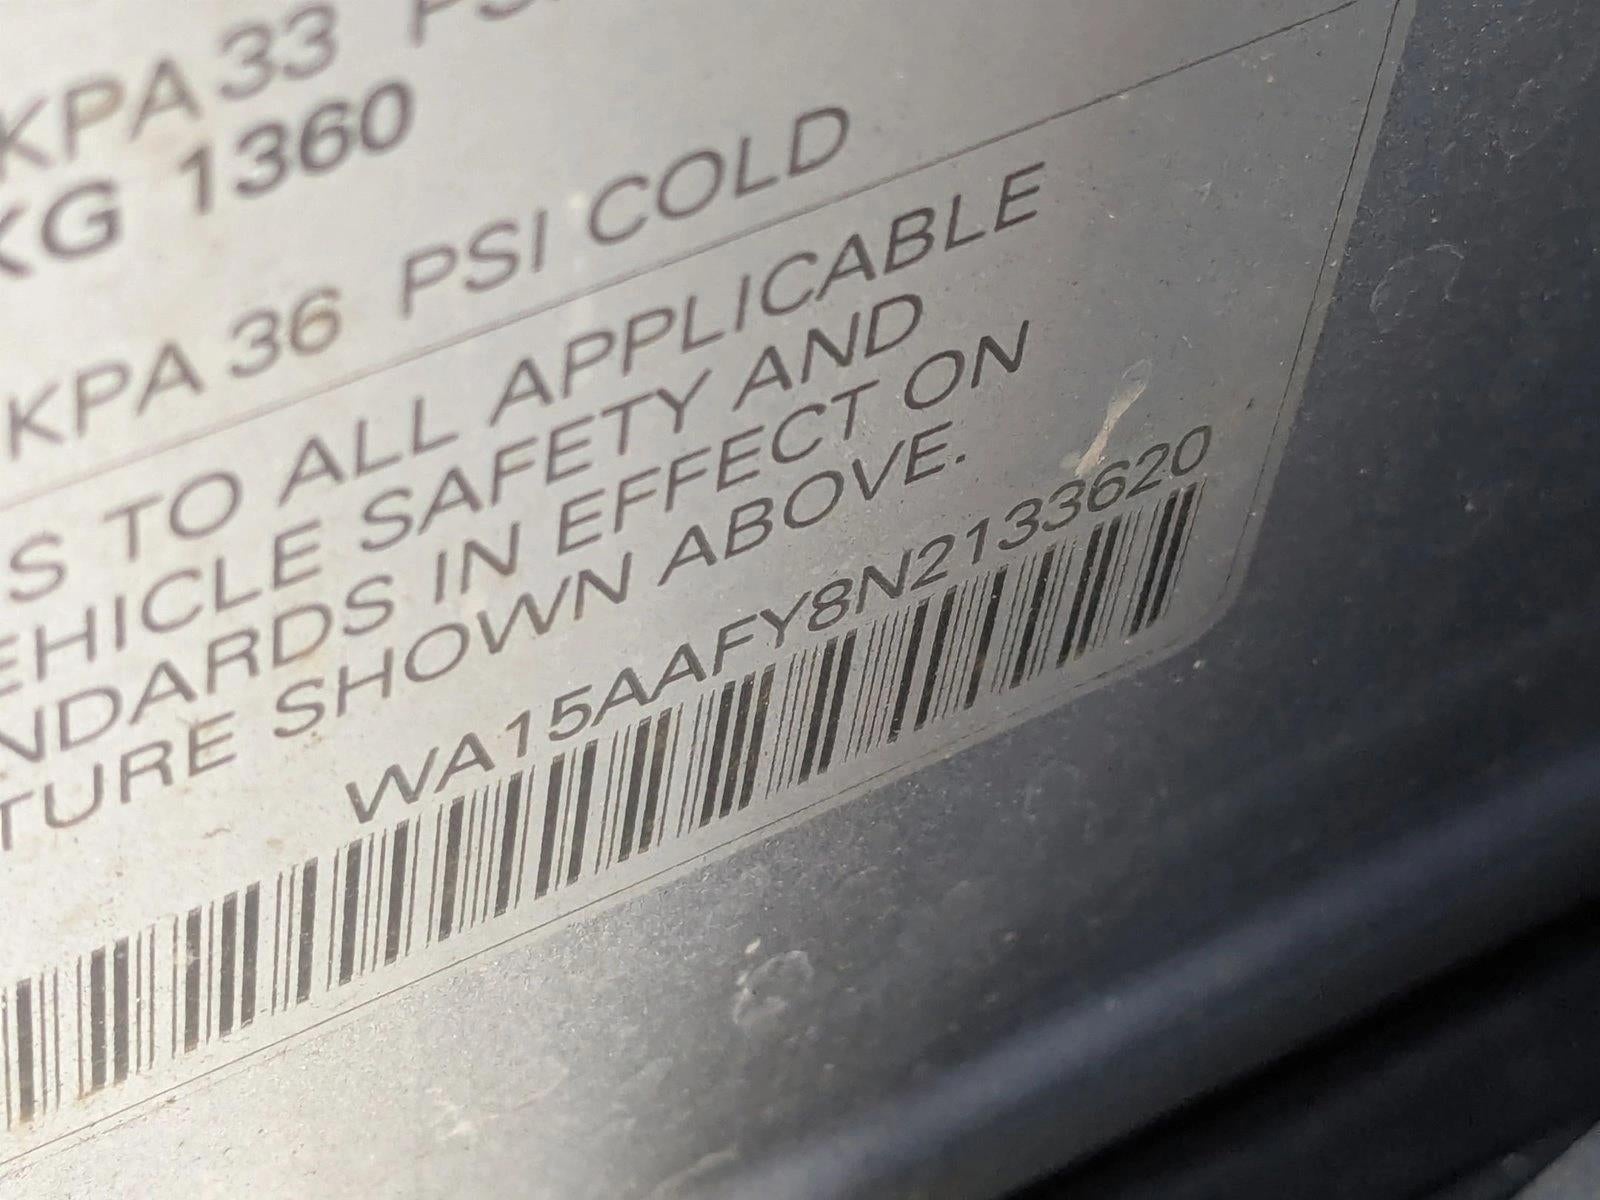 KPA 33 PSI
KG 1360
KPA 36 PSI COLD
S TO ALL APPLICABLE
EHICLE SAFETY AND
NDARDS IN EFFECT ON
TURE SHOWN ABOVE.
WA15AAFY8N2133620